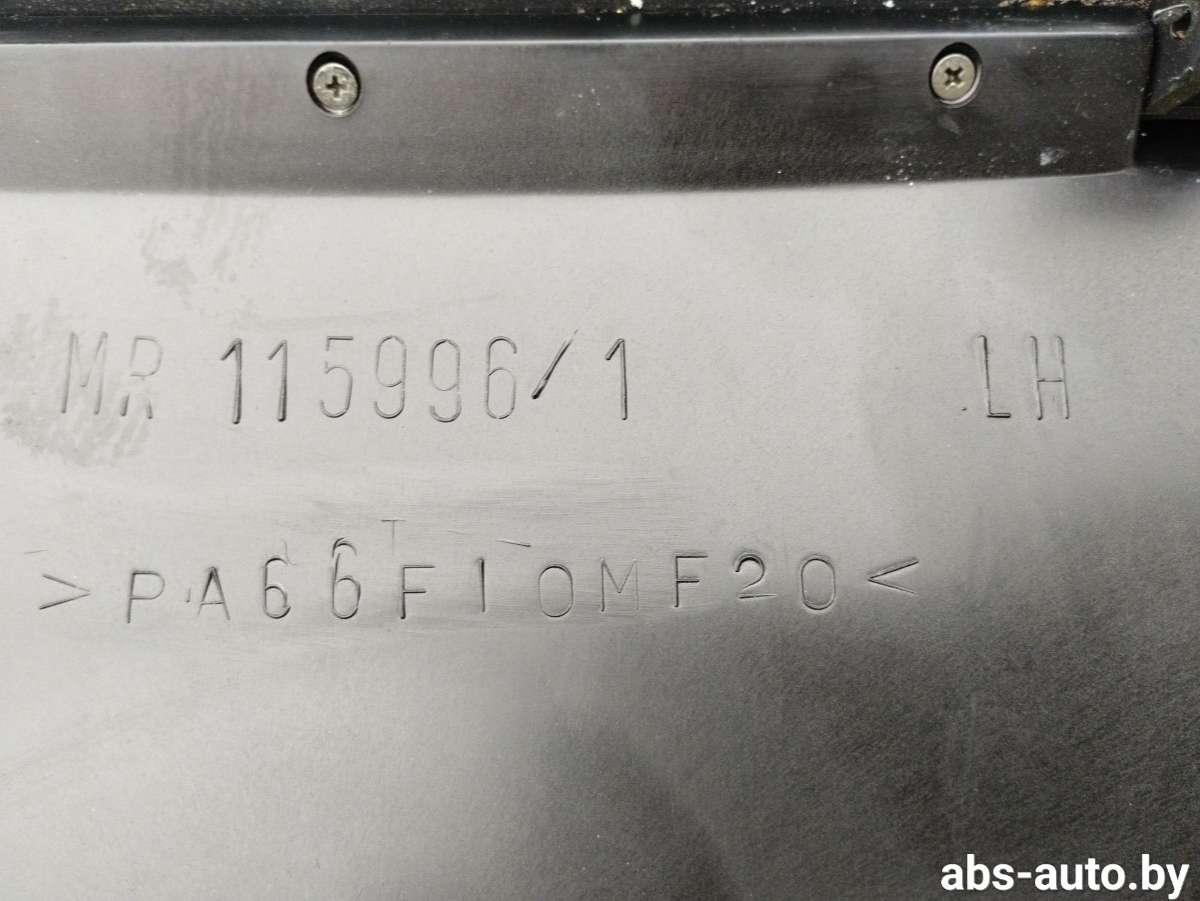 MR 115996/1 LH
>PA66F10MF20<
abs-auto.by